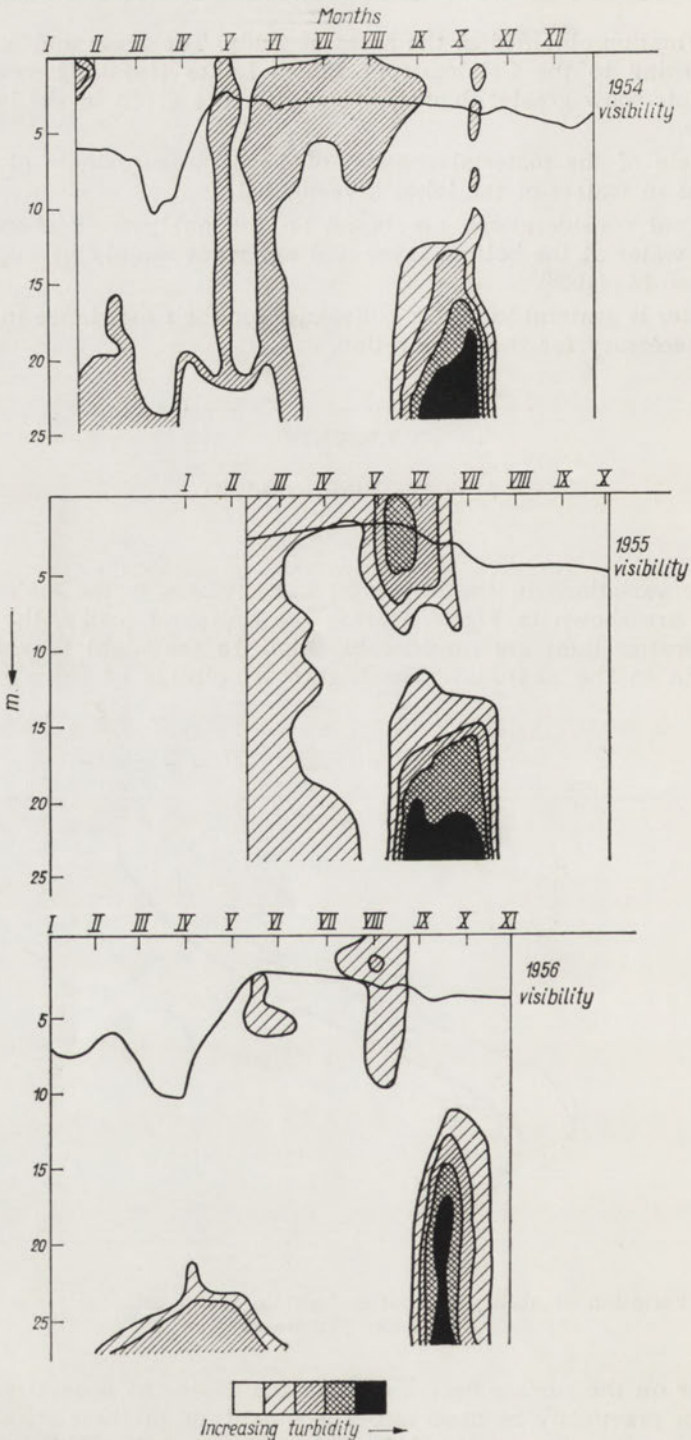 Months
I II III IV V VI VII VIII IX X XI XII
5
10
15
20
25
1954
visibility
I II III IV V VI VII VIII IX X
5
10
15
20
25
1955
visibility
m.
I II III IV V VI VII VIII IX X XI
5
10
15
20
25
1956
visibility
Increasing turbidity